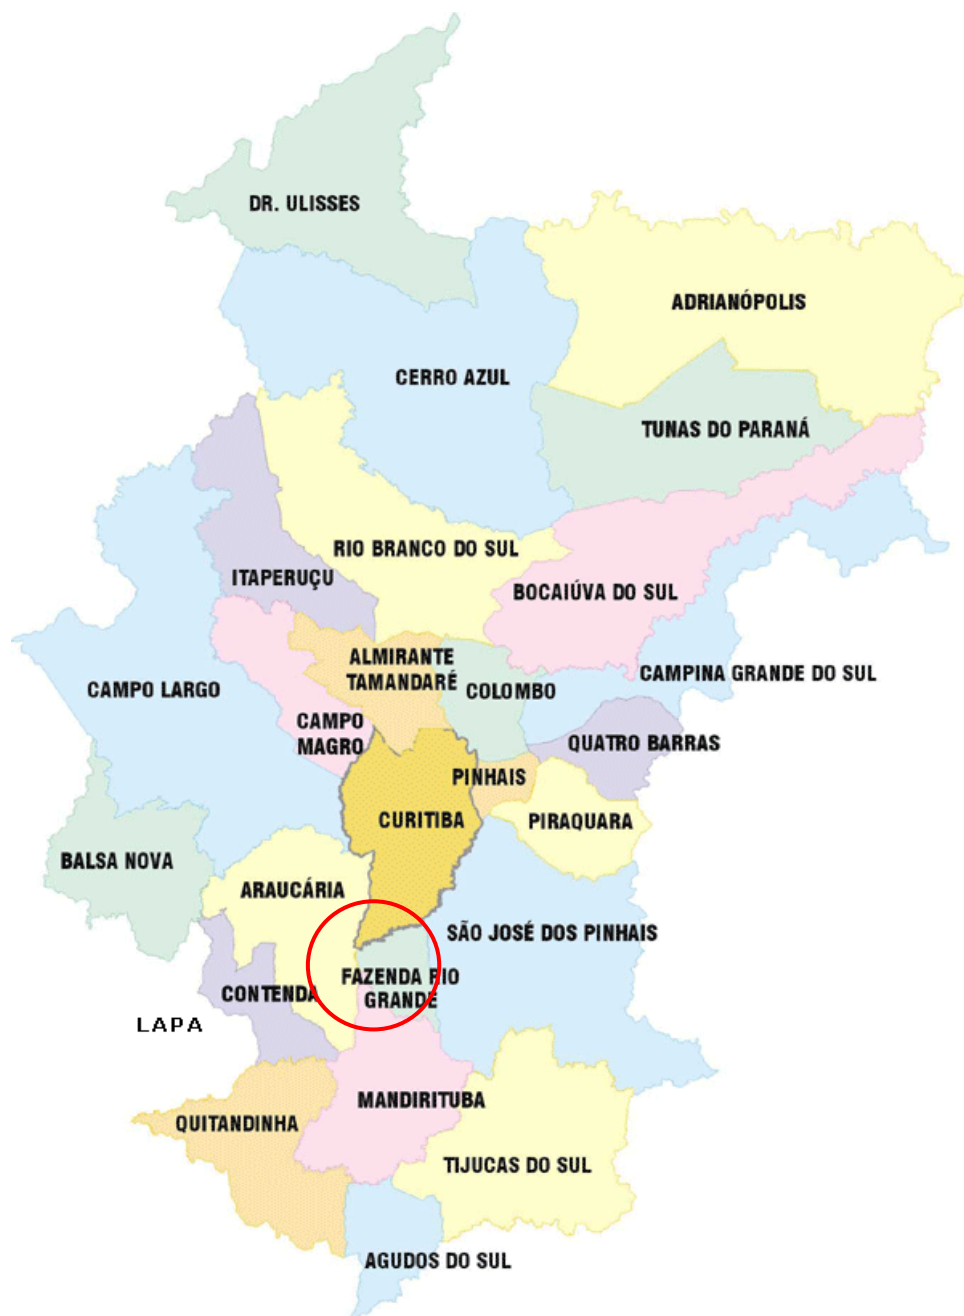 DR. ULISSES
ADRIANÓPOLIS
CERRO AZUL
TUNAS DO PARANÁ
RIO BRANCO DO SUL
ITAPERUÇU
BOCAIÚVA DO SUL
ALMIRANTE
TAMANDARÉ
CAMPO LARGO
COLOMBO
CAMPINA GRANDE DO SUL
CAMPO
MAGRO
QUATRO BARRAS
PINHAIS
CURITIBA
PIRAQUARA
BALSA NOVA
ARAUCÁRIA
SÃO JOSÉ DOS PINHAIS
FAZENDA RIO
GRANDE
CONTENDA
LAPA
MANDIRITUBA
QUITANDINHA
TIJUCAS DO SUL
AGUDOS DO SUL